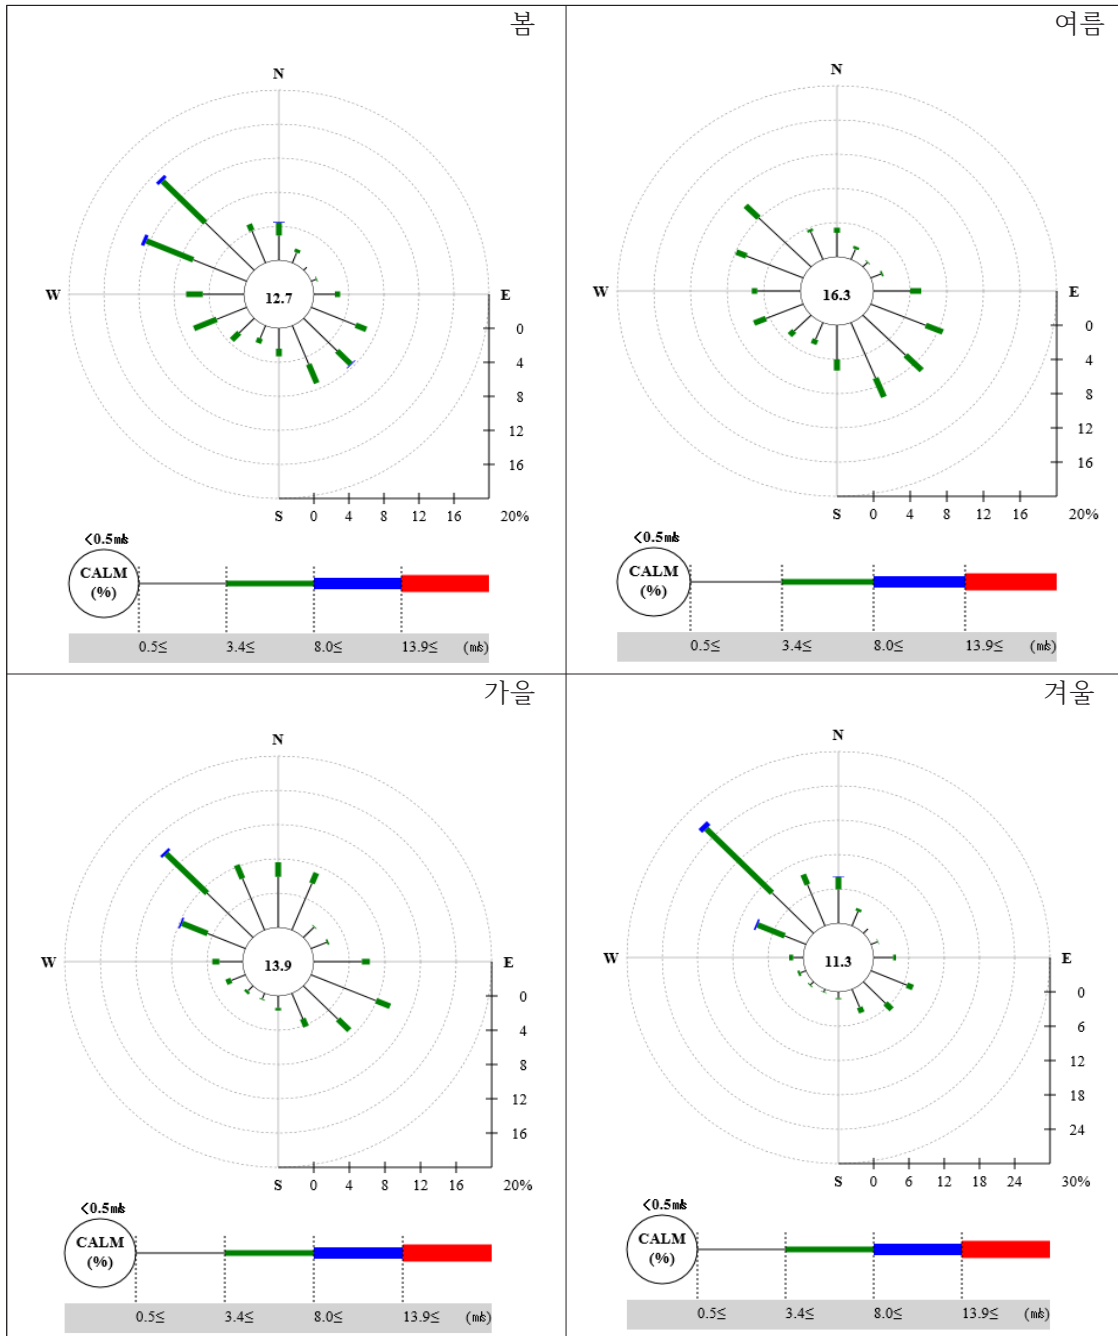 봄
N
W
12.7
E
0
4
8
12
16
S
0 4 8 12 16 20%
<0.5㎧
CALM
(%)
0.5≤ 3.4≤ 8.0≤ 13.9≤ (㎧)
여름
N
W
16.3
E
0
4
8
12
16
S
0 4 8 12 16 20%
<0.5㎧
CALM
(%)
0.5≤ 3.4≤ 8.0≤ 13.9≤ (㎧)
가을
N
W
13.9
E
0
4
8
12
16
S
0 4 8 12 16 20%
<0.5㎧
CALM
(%)
0.5≤ 3.4≤ 8.0≤ 13.9≤ (㎧)
겨울
N
W
11.3
E
0
6
12
18
24
S
0 6 12 18 24 30%
<0.5㎧
CALM
(%)
0.5≤ 3.4≤ 8.0≤ 13.9≤ (㎧)